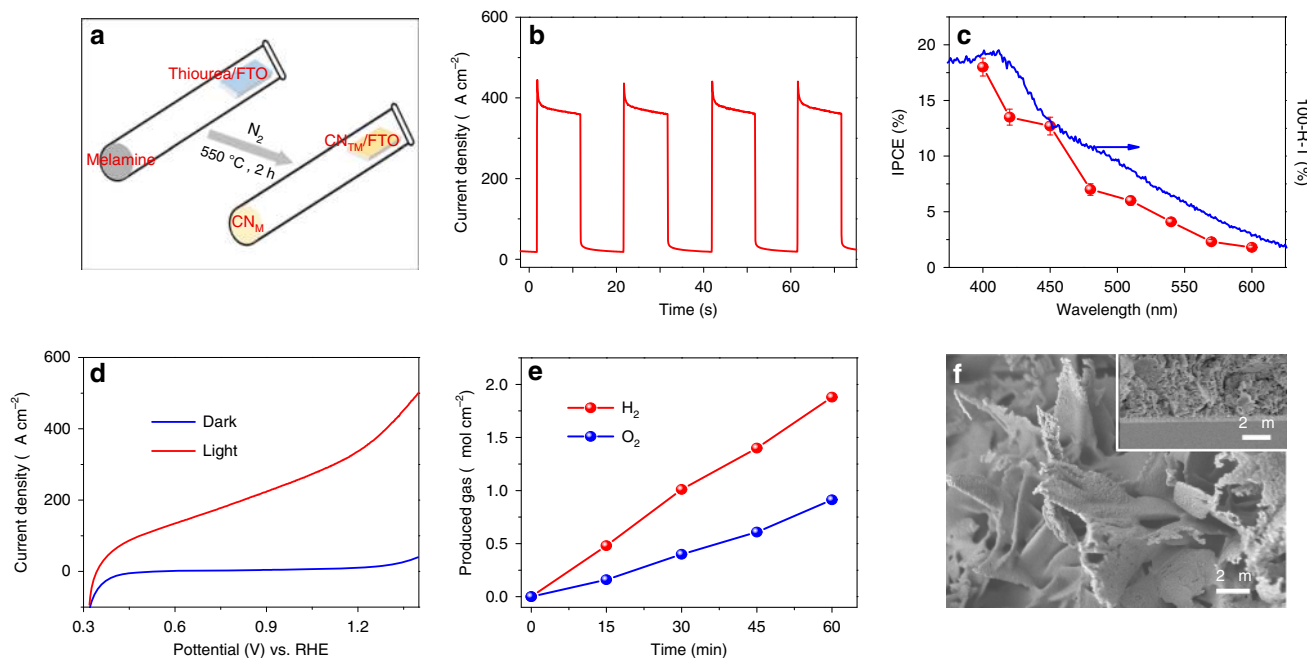 a
Thiourea/FTO
N2
550 °C , 2 h
Melamine
CNTM/FTO
CNM
b
Current density ( A cm−2)
600
400
200
0
0
20
40
60
Time (s)
c
IPCE (%)
20
15
10
5
0
400
450
500
550
600
Wavelength (nm)
100-R-T (%)
d
Current density ( A cm−2)
600
400
200
0
Dark
Light
0.3
0.6
0.9
1.2
Pottential (V) vs. RHE
e
Produced gas ( mol cm−2)
2.0
1.5
1.0
0.5
0.0
H2
O2
0
15
30
45
60
Time (min)
f
2 m
2 m